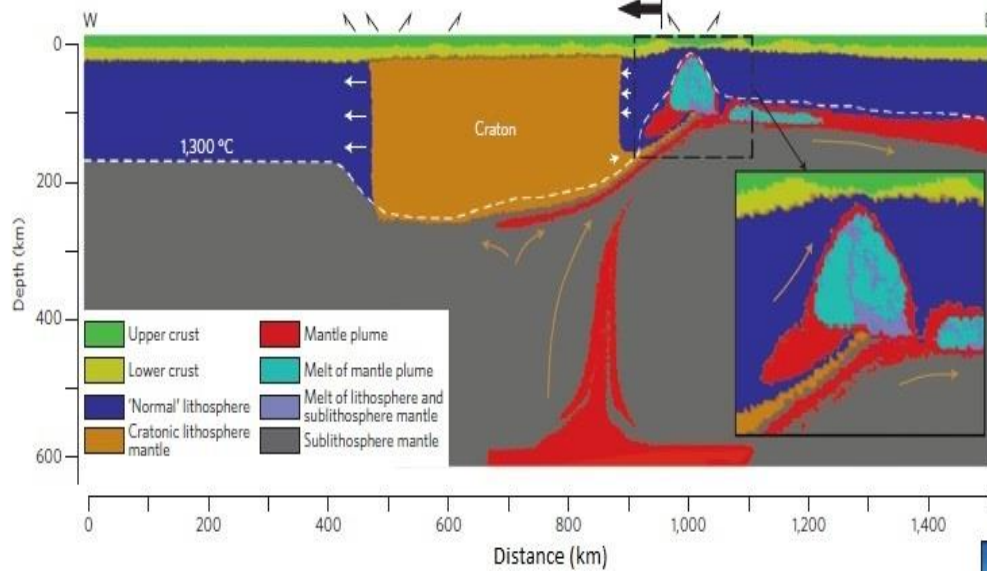 W
0
200
400
600
Depth (km)
1,300 ºC
Craton
Upper crust
Lower crust
'Normal' lithosphere
Cratonic lithosphere
mantle
Mantle plume
Melt of mantle plume
Melt of lithosphere and
sublithosphere mantle
Sublithosphere mantle
0
200
400
600
800
1,000
1,200
1,400
Distance (km)